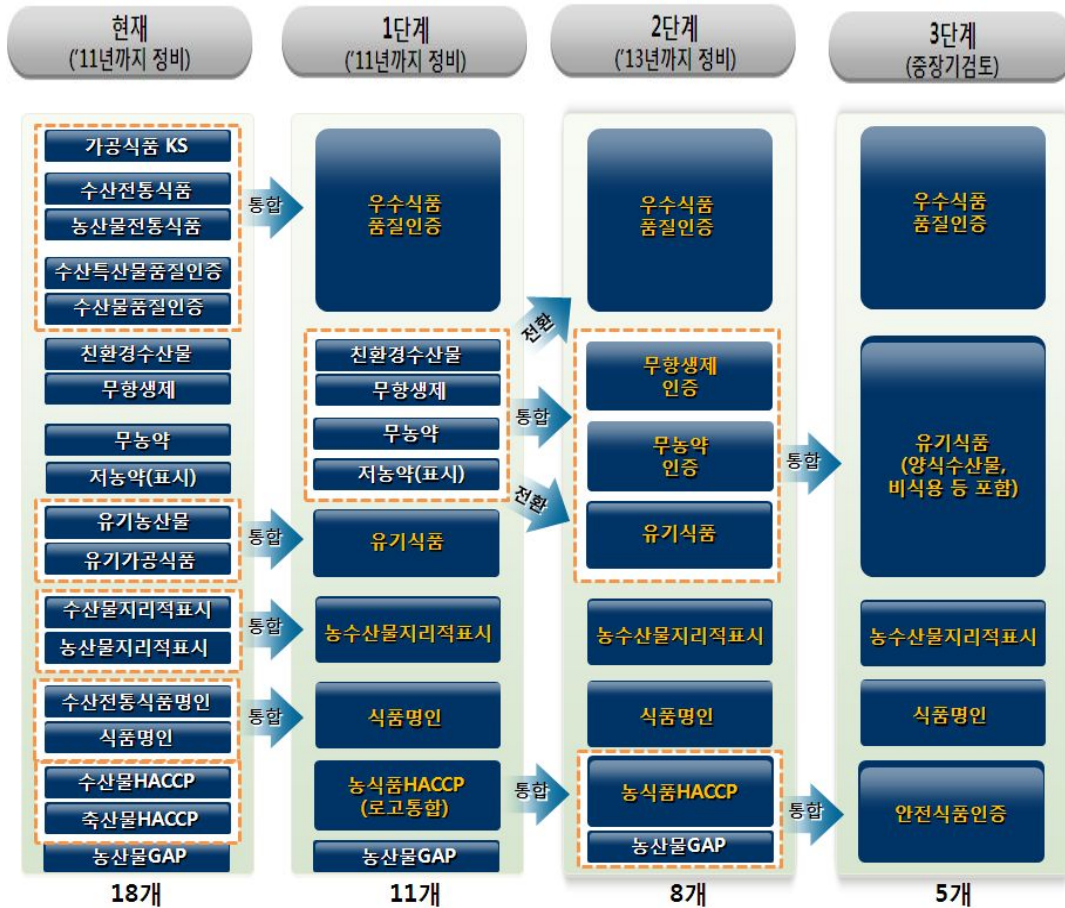 현재
('11년까지 정비)
1단계
('11년까지 정비)
2단계
('13년까지 정비)
3단계
(중장기검토)
가공식품 KS
수산전통식품
농산물전통식품
수산특산물품질인증
수산물품질인증
친환경수산물
무항생제
무농약
저농약(표시)
유기농산물
유기가공식품
수산물지리적표시
농산물지리적표시
수산전통식품명인
식품명인
수산물HACCP
축산물HACCP
농산물GAP
18개
통합
통합
통합
통합
우수식품
품질인증
친환경수산물
무항생제
무농약
저농약(표시)
유기식품
농수산물지리적표시
식품명인
농식품HACCP
(로고통합)
농산물GAP
11개
전환
통합
전환
통합
우수식품
품질인증
무항생제
인증
무농약
인증
유기식품
농수산물지리적표시
식품명인
농식품HACCP
농산물GAP
8개
통합
통합
우수식품
품질인증
유기식품
(양식수산물,
비식용 등 포함)
농수산물지리적표시
식품명인
안전식품인증
5개